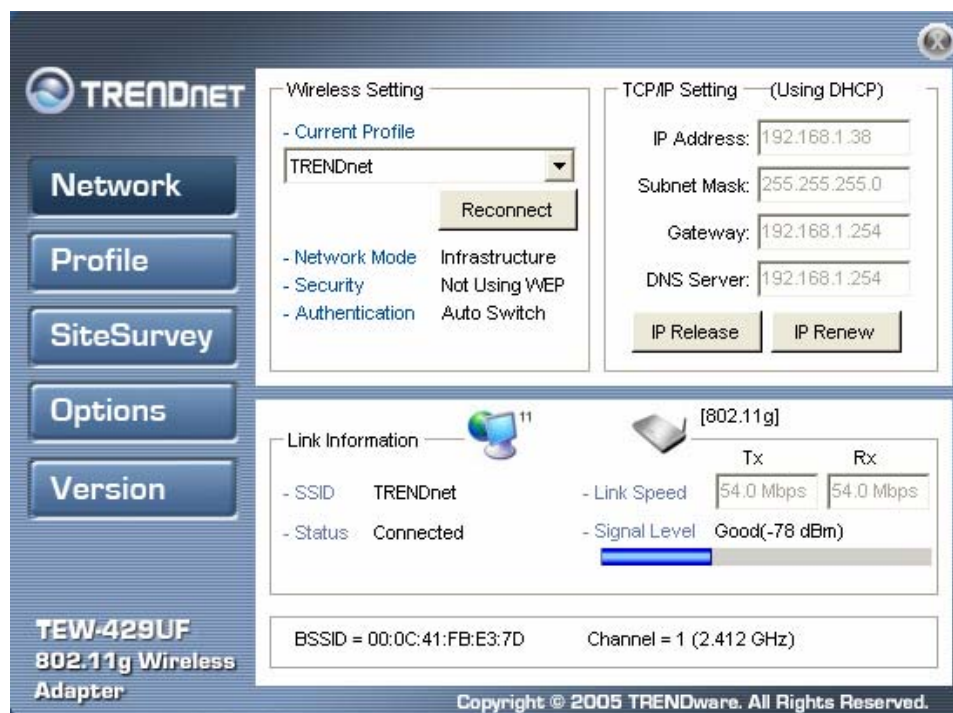 TRENDnet
Network
Profile
SiteSurvey
Options
Version
TEW-429UF
802.11g Wireless
Adapter
Wireless Setting
- Current Profile
TRENDnet
Reconnect
- Network Mode Infrastructure
- Security Not Using WEP
- Authentication Auto Switch
TCP/IP Setting (Using DHCP)
IP Address: 192.168.1.38
Subnet Mask: 255.255.255.0
Gateway: 192.168.1.254
DNS Server: 192.168.1.254
IP Release IP Renew
Link Information
11
[802.11g]
Tx Rx
- SSID TRENDnet
- Link Speed 54.0 Mbps 54.0 Mbps
- Status Connected
- Signal Level Good(-78 dBm)
BSSID = 00:0C:41:FB:E3:7D Channel = 1 (2.412 GHz)
Copyright © 2005 TRENDware. All Rights Reserved.